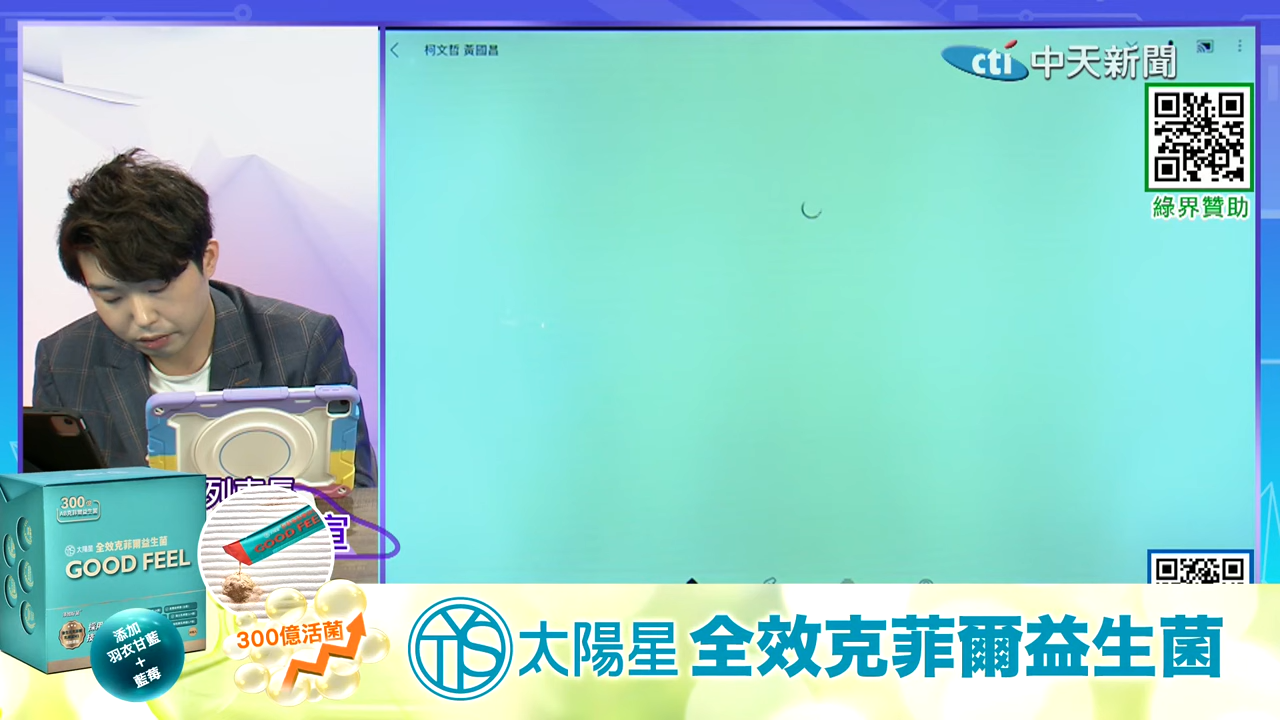 柯文哲 黃國昌
cti 中天新聞
綠界贊助
300億
太陽星 全效克菲爾益生菌
GOOD FEEL
GOOD FEE
添加
羽衣甘藍
+
藍莓
300億活菌
TYS 太陽星 全效克菲爾益生菌